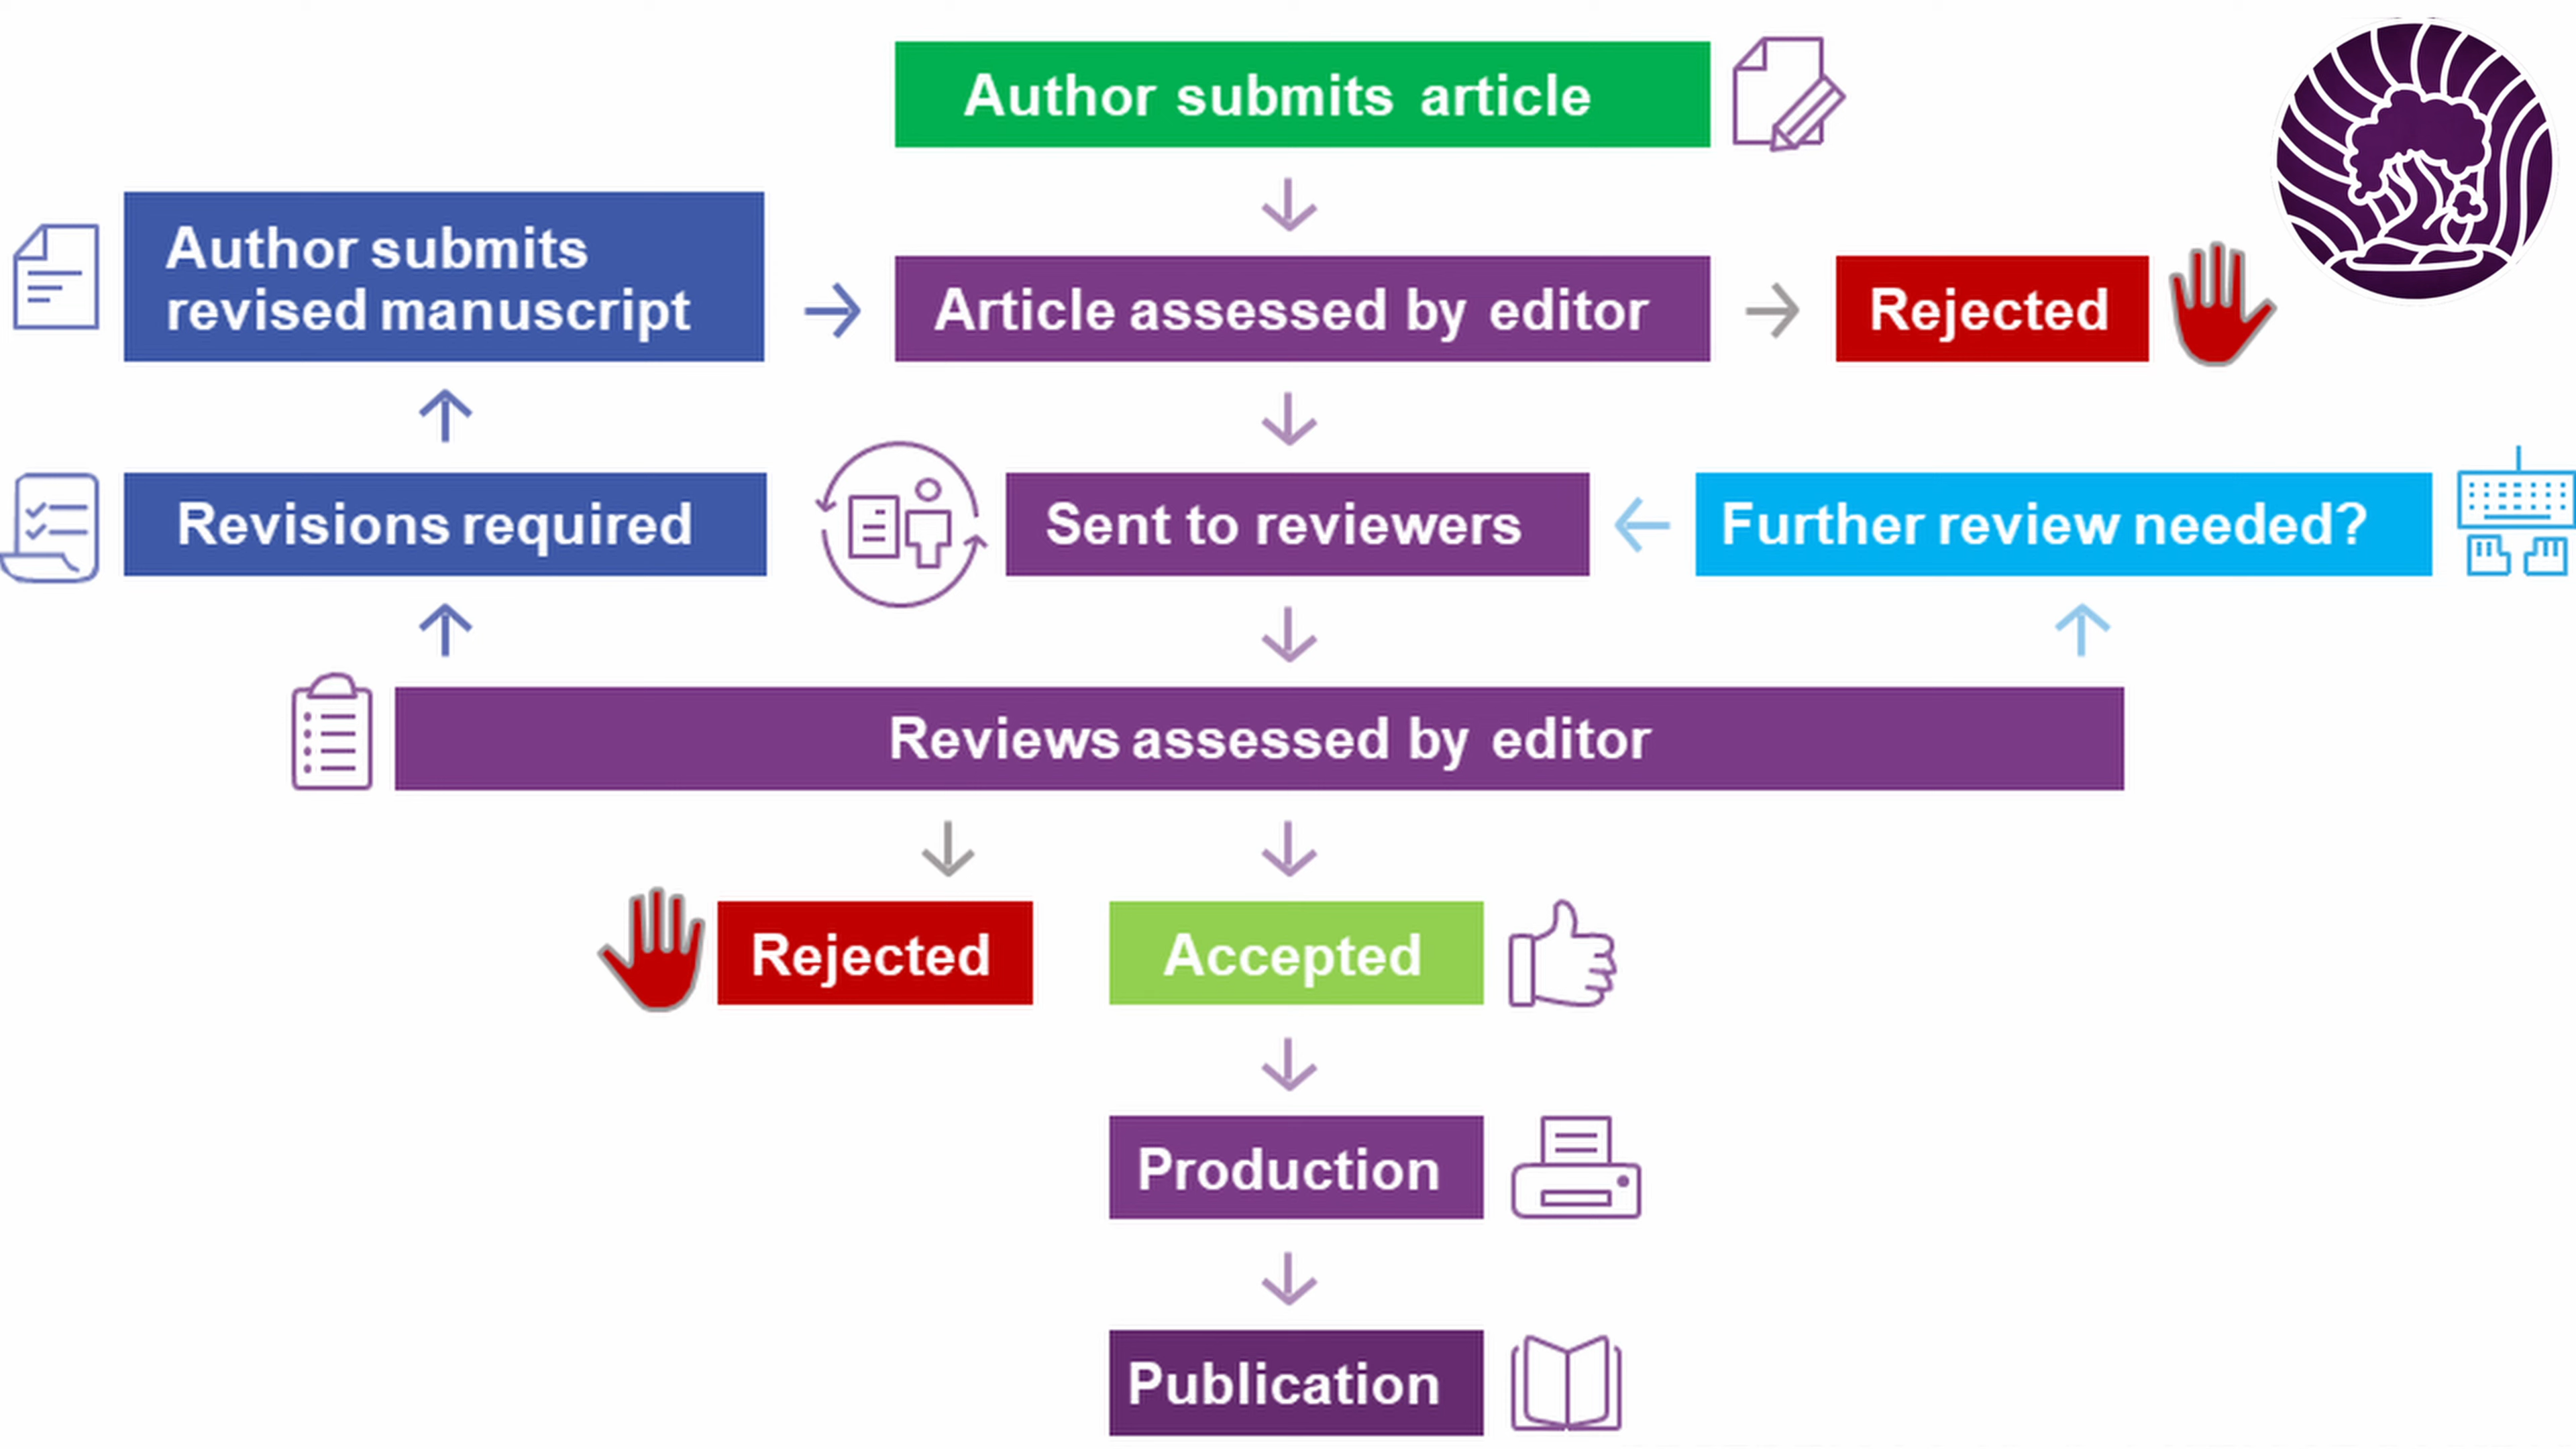 Author submits article
Author submits
revised manuscript
Article assessed by editor
Rejected
Revisions required
Sent to reviewers
Further review needed?
Reviews assessed by editor
Rejected
Accepted
Production
Publication